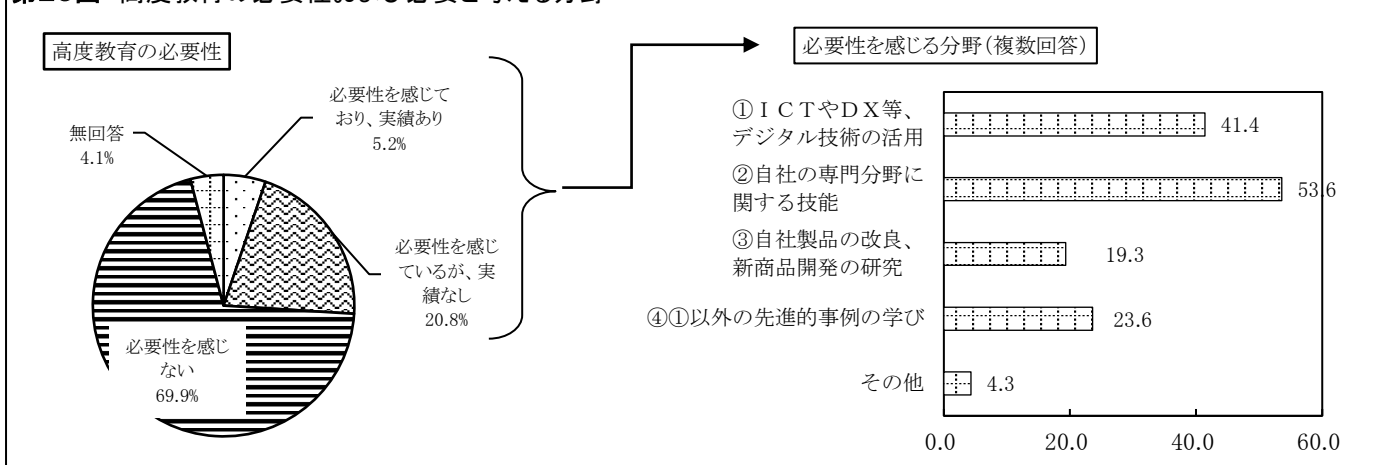 高度教育の必要性
必要性を感じて
おり、実績あり
5.2%
無回答
4.1%
必要性を感じ
ているが、実
績なし
20.8%
必要性を感じ
ない
69.9%
必要性を感じる分野(複数回答)
①ＩＣＴやＤＸ等、
デジタル技術の活用
41.4
②自社の専門分野に
関する技能
53.6
③自社製品の改良、
新商品開発の研究
19.3
④①以外の先進的事例の学び
23.6
その他
4.3
0.0
20.0
40.0
60.0